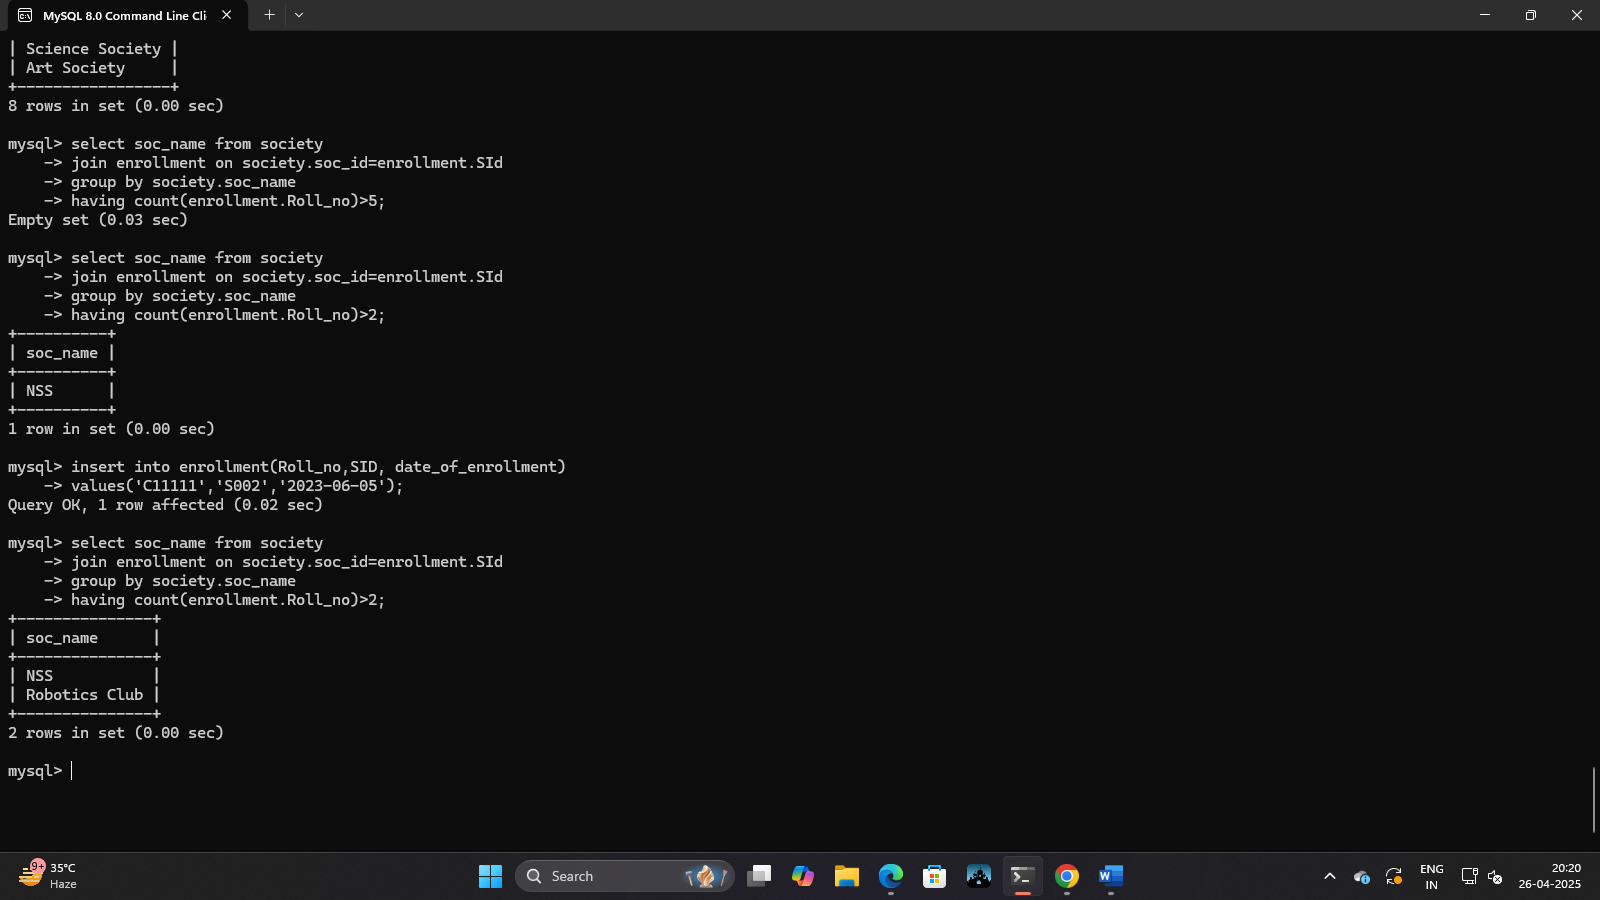 MySQL 8.0 Command Line Cli
| Science Society |
| Art Society     |
+-----------------+
8 rows in set (0.00 sec)
mysql> select soc_name from society
    -> join enrollment on society.soc_id=enrollment.SId
    -> group by society.soc_name
    -> having count(enrollment.Roll_no)>5;
Empty set (0.03 sec)
mysql> select soc_name from society
    -> join enrollment on society.soc_id=enrollment.SId
    -> group by society.soc_name
    -> having count(enrollment.Roll_no)>2;
+----------+
| soc_name |
+----------+
| NSS      |
+----------+
1 row in set (0.00 sec)
mysql> insert into enrollment(Roll_no,SID, date_of_enrollment)
    -> values('C11111','S002','2023-06-05');
Query OK, 1 row affected (0.02 sec)
mysql> select soc_name from society
    -> join enrollment on society.soc_id=enrollment.SId
    -> group by society.soc_name
    -> having count(enrollment.Roll_no)>2;
+---------------+
| soc_name      |
+---------------+
| NSS           |
| Robotics Club |
+---------------+
2 rows in set (0.00 sec)
mysql>
9+
35°C
Haze
Search
ENG
IN
20:20
26-04-2025